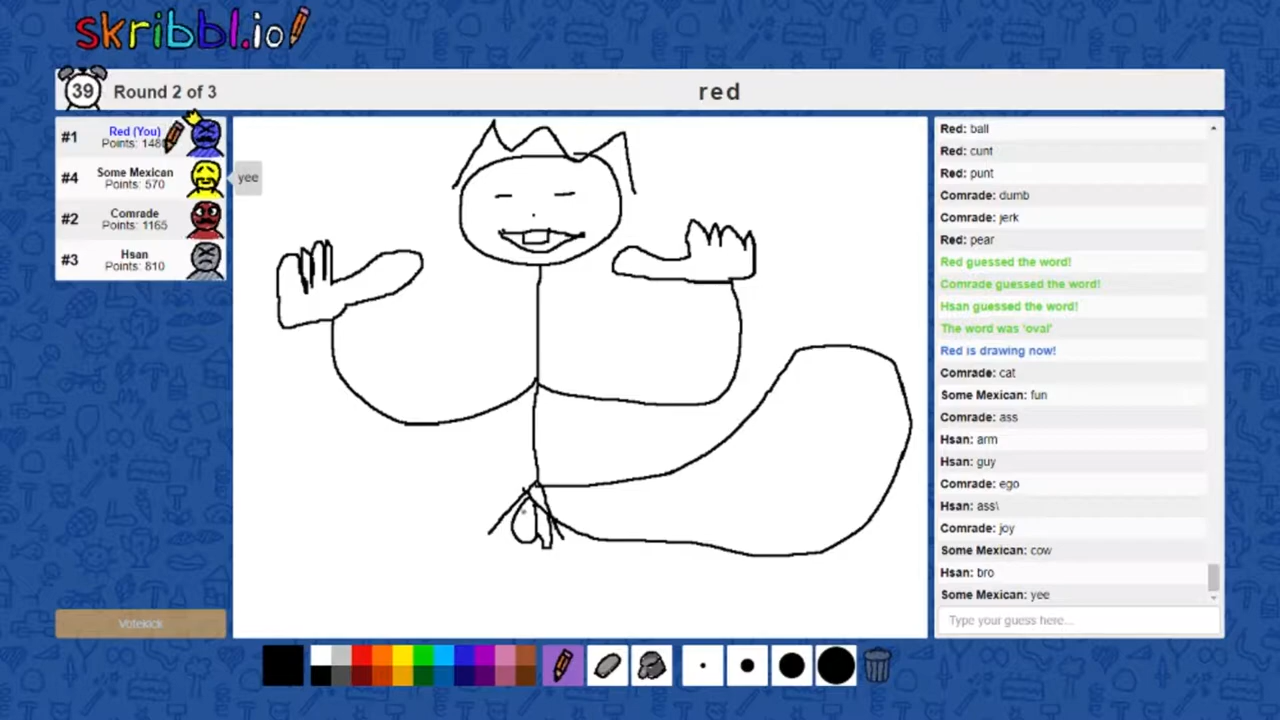 skribbl.io
39
Round 2 of 3
red
#1
Red (You)
Points: 1480
#4
Some Mexican
Points: 570
yee
#2
Comrade
Points: 1165
#3
Hsan
Points: 810
Votekick
Red: ball
Red: cunt
Red: punt
Comrade: dumb
Comrade: jerk
Red: pear
Red guessed the word!
Comrade guessed the word!
Hsan guessed the word!
The word was 'oval'
Red is drawing now!
Comrade: cat
Some Mexican: fun
Comrade: ass
Hsan: arm
Hsan: guy
Comrade: ego
Hsan: ass\
Comrade: joy
Some Mexican: cow
Hsan: bro
Some Mexican: yee
Type your guess here...